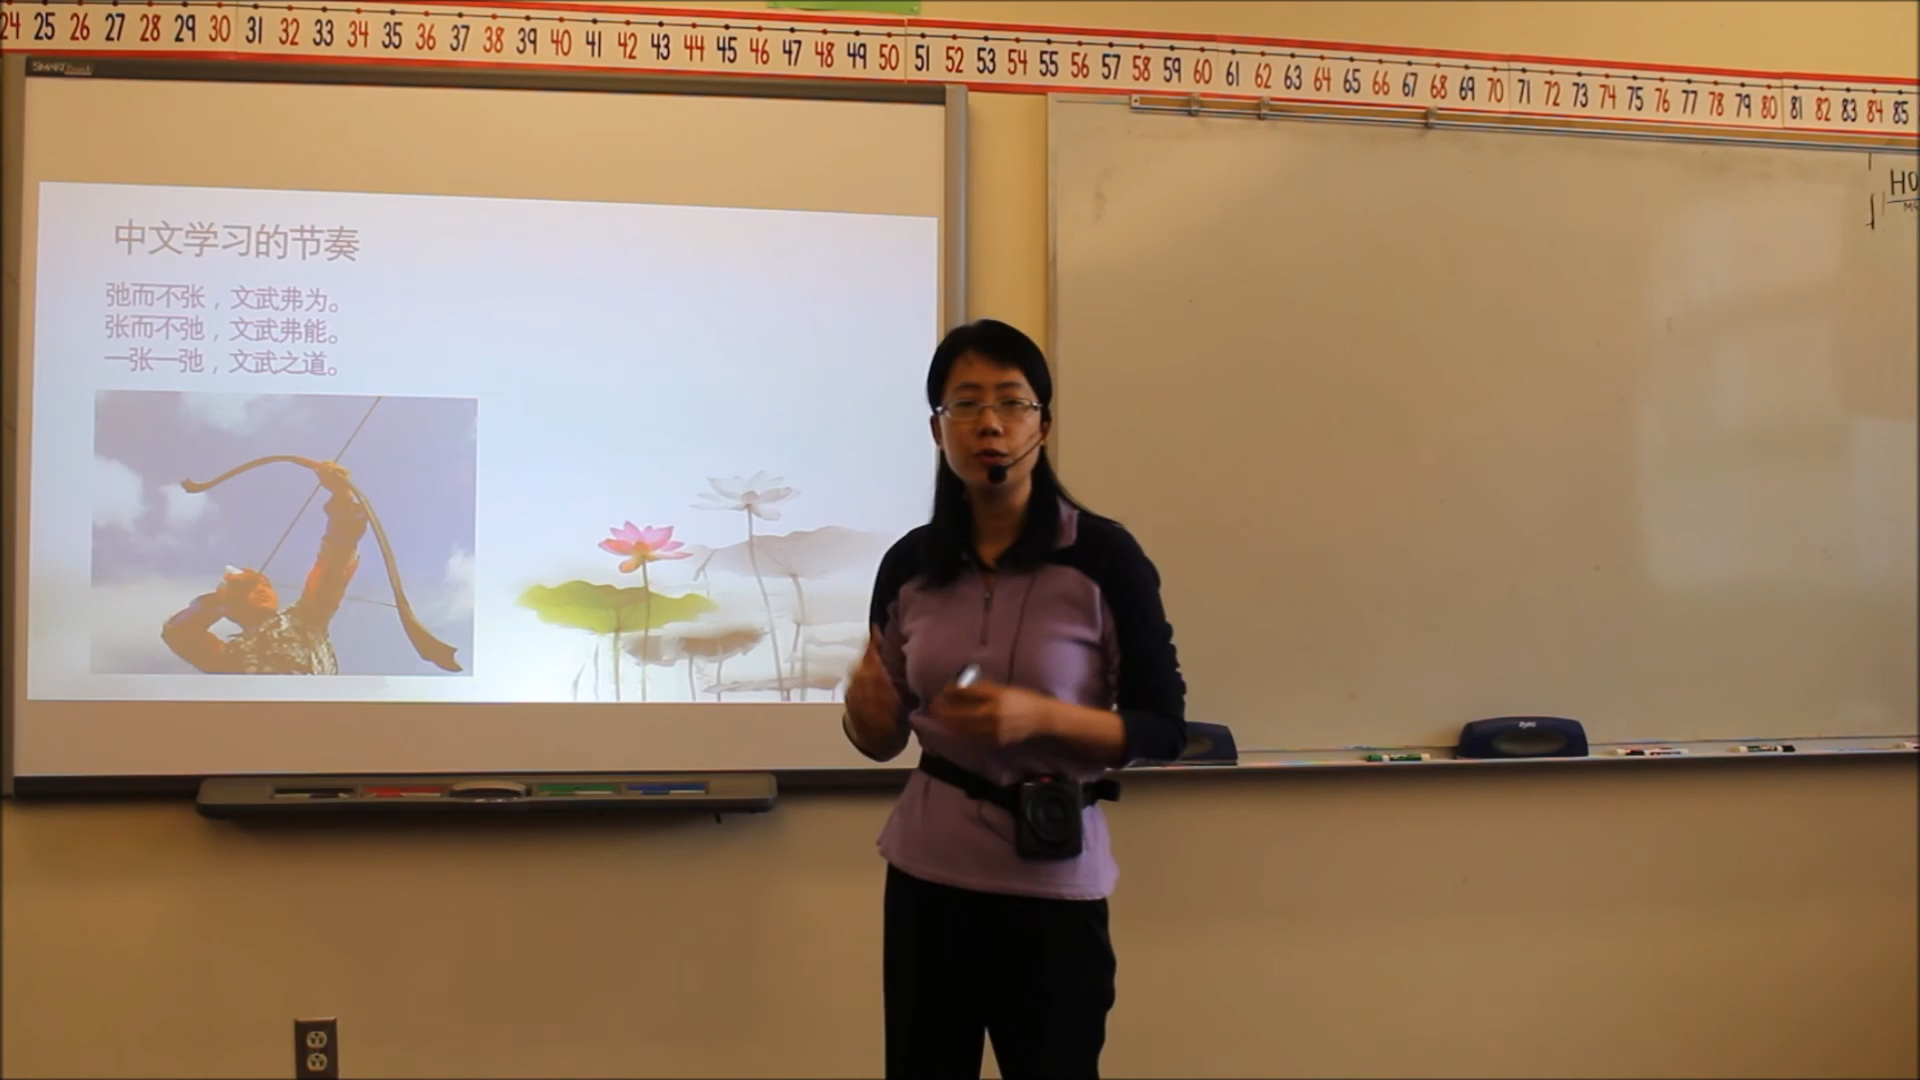 24 25 26 27 28 29 30 31 32 33 34 35 36 37 38 39 40 41 42 43 44 45 46 47 48 49 50 51 52 53 54 55 56 57 58 59 60 61 62 63 64 65 66 67 68 69 70 71 72 73 74 75 76 77 78 79 80 81 82 83 84 85
SMART Board
中文学习的节奏
弛而不张，文武弗为。
张而不弛，文武弗能。
一张一弛，文武之道。
HO
EXPO